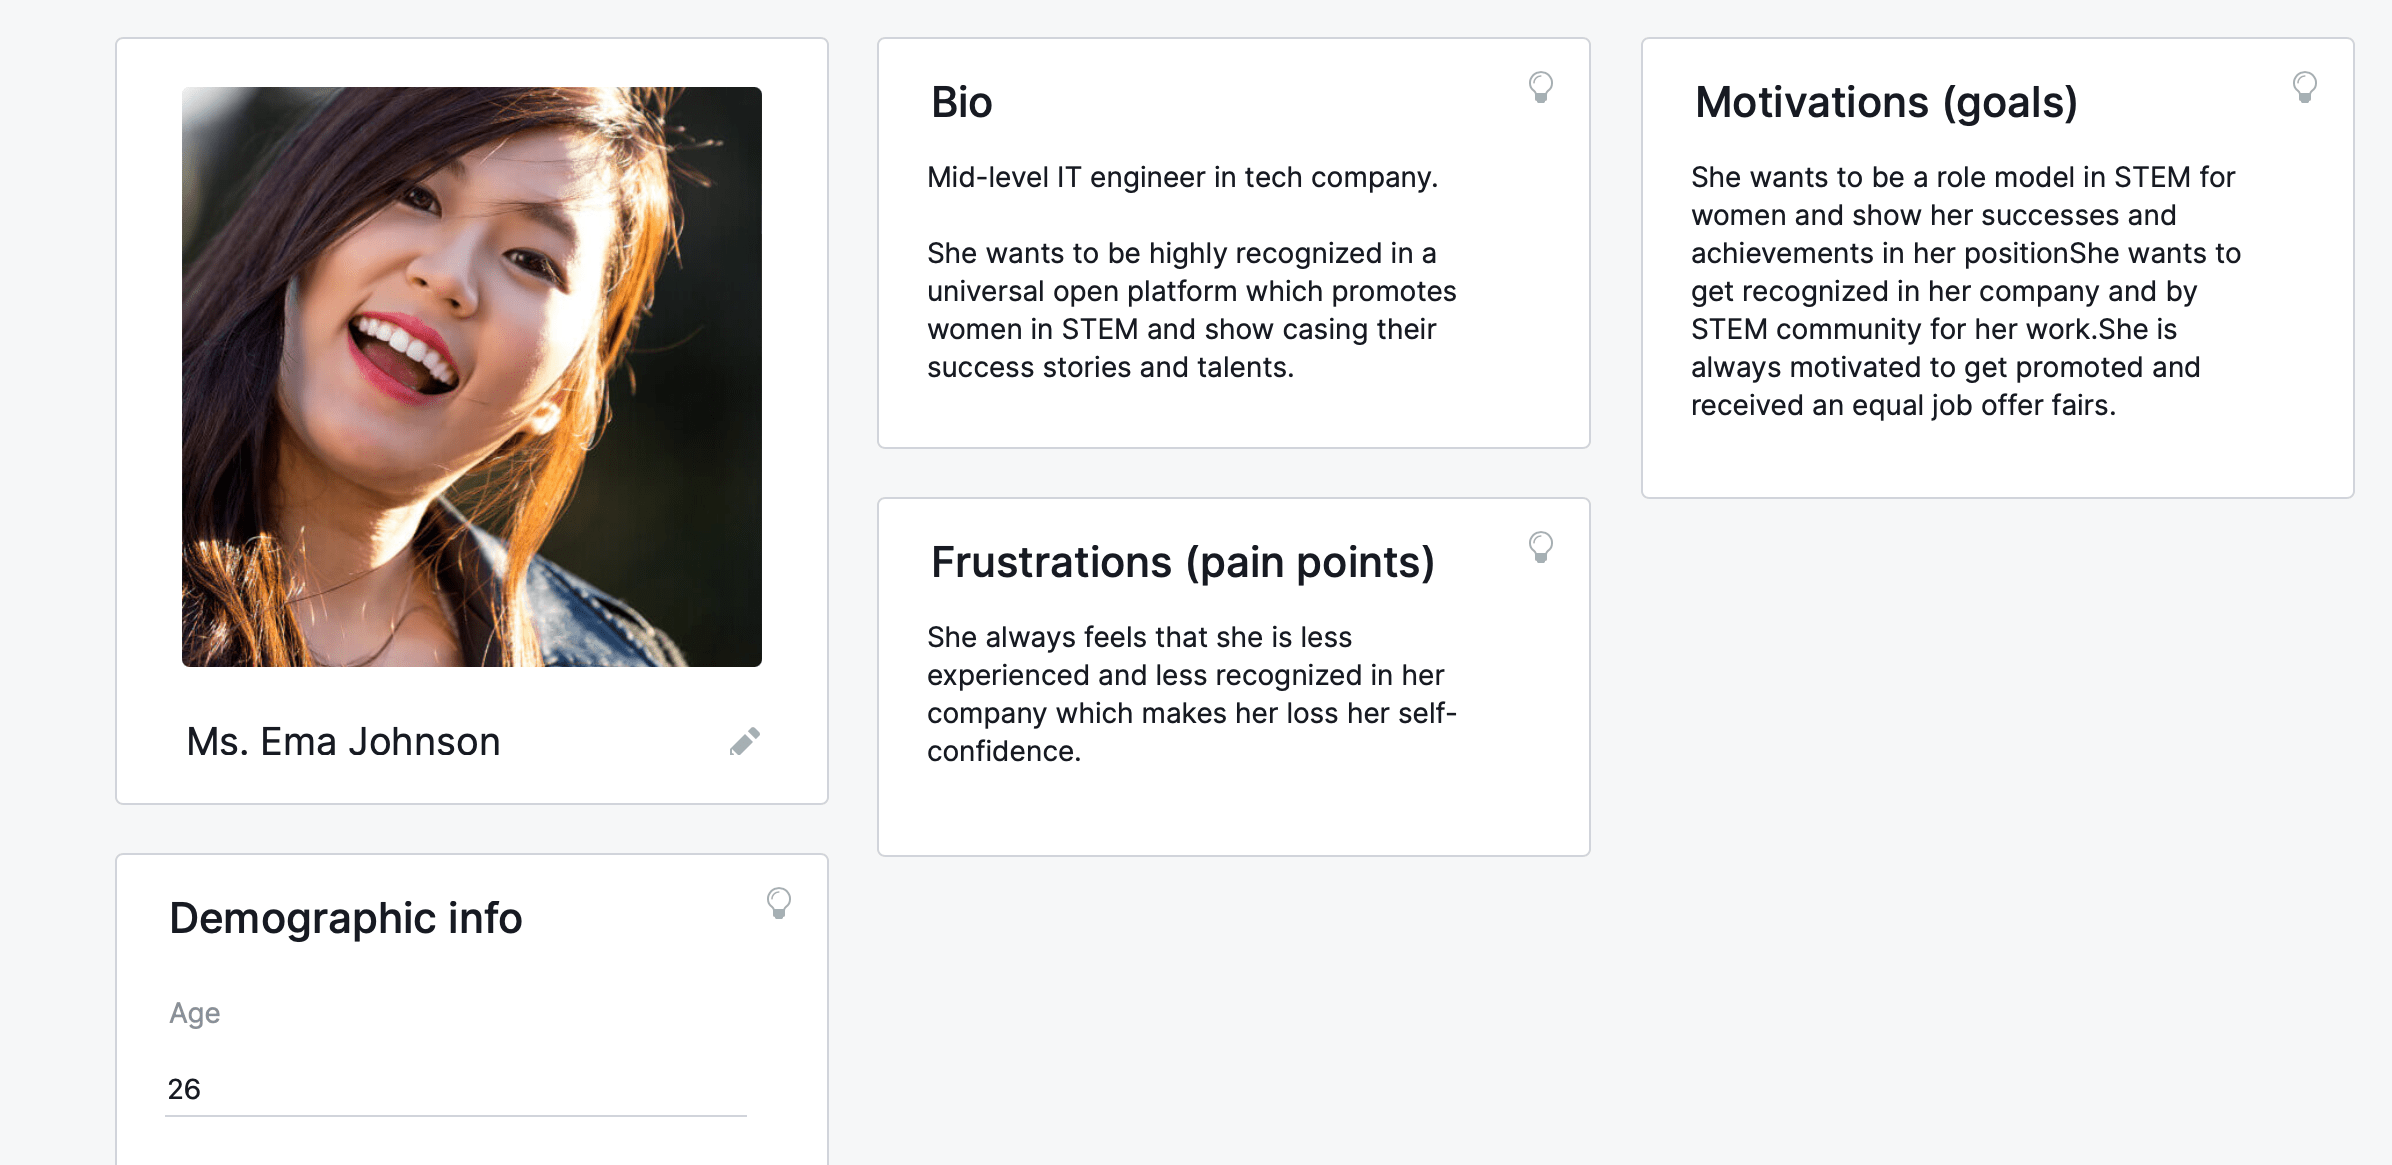 Ms. Ema Johnson
Demographic info
Age
26
Bio
Mid-level IT engineer in tech company.
She wants to be highly recognized in a
universal open platform which promotes
women in STEM and show casing their
success stories and talents.
Frustrations (pain points)
She always feels that she is less
experienced and less recognized in her
company which makes her loss her self-
confidence.
Motivations (goals)
She wants to be a role model in STEM for
women and show her successes and
achievements in her positionShe wants to
get recognized in her company and by
STEM community for her work.She is
always motivated to get promoted and
received an equal job offer fairs.